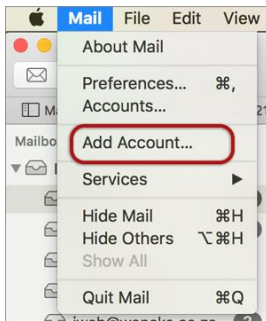 Mail File Edit View
About Mail
Preferences... ⌘,
Accounts...
Add Account...
Mailbo
Services ▶
Hide Mail ⌘H
Hide Others ⌥⌘H
Show All
Quit Mail ⌘Q